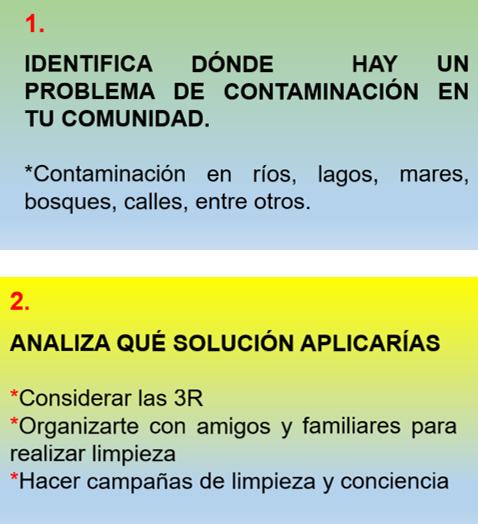 1.
IDENTIFICA DÓNDE HAY UN
PROBLEMA DE CONTAMINACIÓN EN
TU COMUNIDAD.
*Contaminación en ríos, lagos, mares,
bosques, calles, entre otros.
2.
ANALIZA QUÉ SOLUCIÓN APLICARÍAS
*Considerar las 3R
*Organizarte con amigos y familiares para
realizar limpieza
*Hacer campañas de limpieza y conciencia